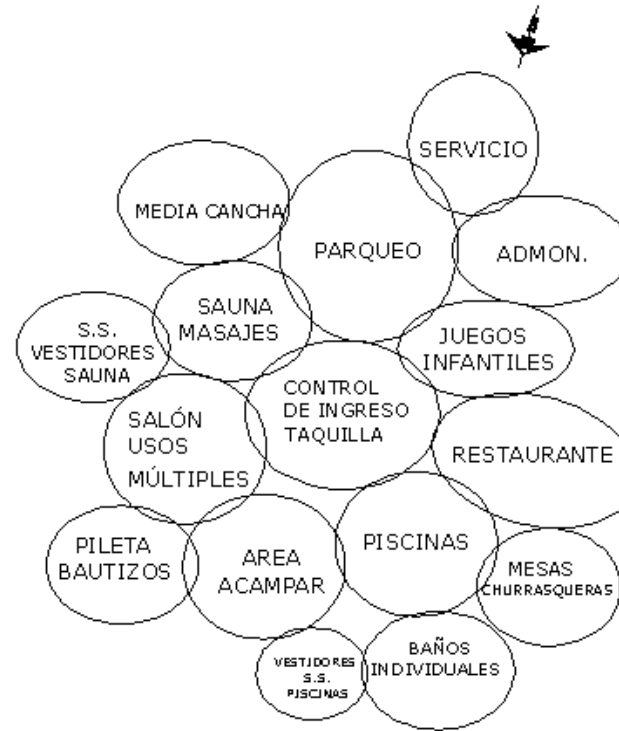 SERVICIO
MEDIA CANCHA
PARQUEO
ADMON.
SAUNA
MASAJES
S.S.
VESTIDORES
SAUNA
JUEGOS
INFANTILES
CONTROL
DE INGRESO
TAQUILLA
SALÓN
USOS
MÚLTIPLES
RESTAURANTE
PILETA
BAUTIZOS
AREA
ACAMPAR
PISCINAS
MESAS
CHURRASQUERAS
VESTIDORES
S.S.
PISCINAS
BAÑOS
INDIVIDUALES